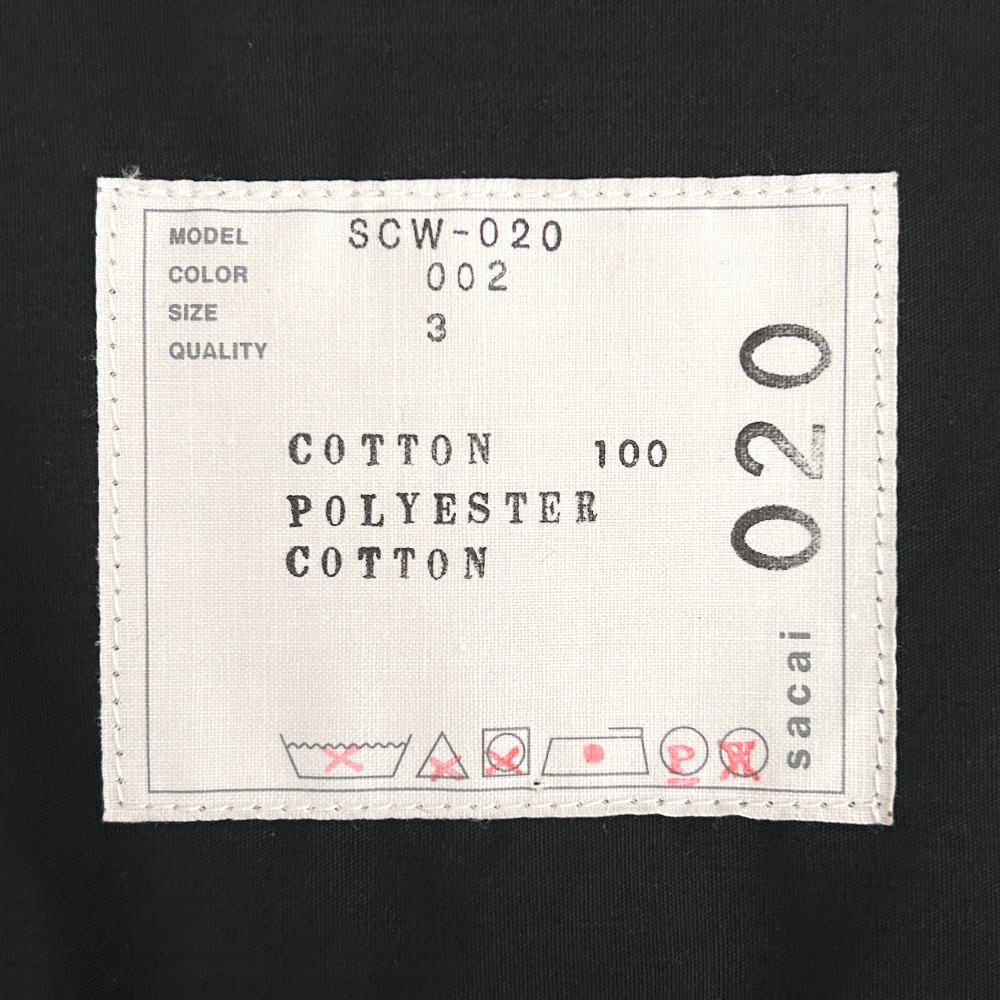 MODEL SCW-020
COLOR 002
SIZE 3
QUALITY
COTTON 100
POLYESTER
COTTON
P
W
sacai 020